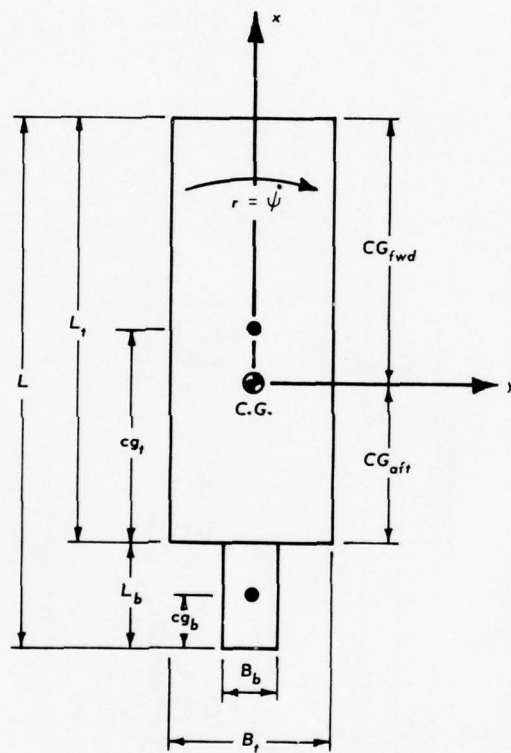 x
r = ψ̇
CG_fwd
L_t
L
y
C.G.
cg_t
CG_aft
L_b
cg_b
B_b
B_t